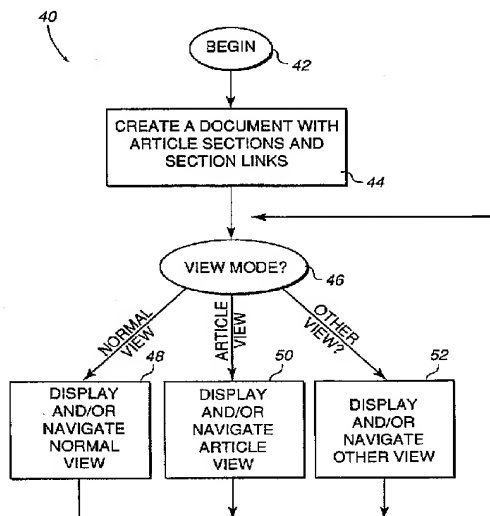 40
BEGIN
42
CREATE A DOCUMENT WITH
ARTICLE SECTIONS AND
SECTION LINKS
44
VIEW MODE?
46
NORMAL
VIEW
ARTICLE
VIEW
OTHER
VIEW?
48
DISPLAY
AND/OR
NAVIGATE
NORMAL
VIEW
50
DISPLAY
AND/OR
NAVIGATE
ARTICLE
VIEW
52
DISPLAY
AND/OR
NAVIGATE
OTHER VIEW